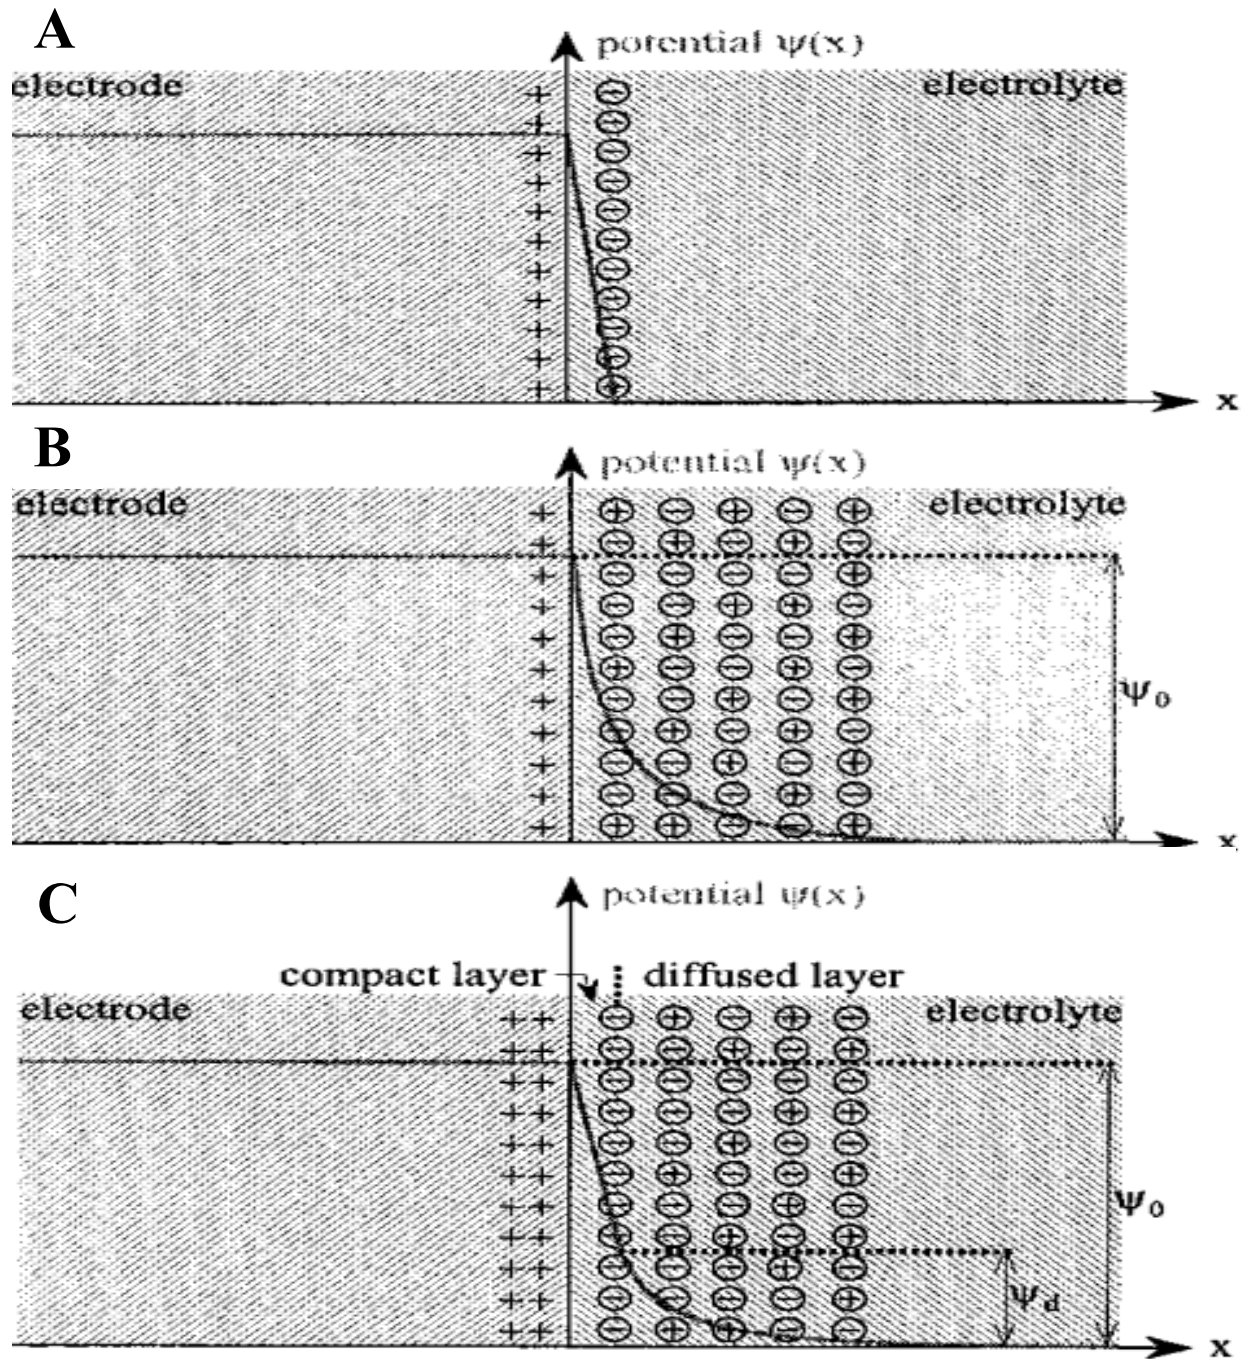 A
potential ψ(x)
electrode
electrolyte
x
B
potential ψ(x)
electrode
electrolyte
ψ₀
x
C
potential ψ(x)
compact layer
diffused layer
electrode
electrolyte
ψ₀
ψd
x